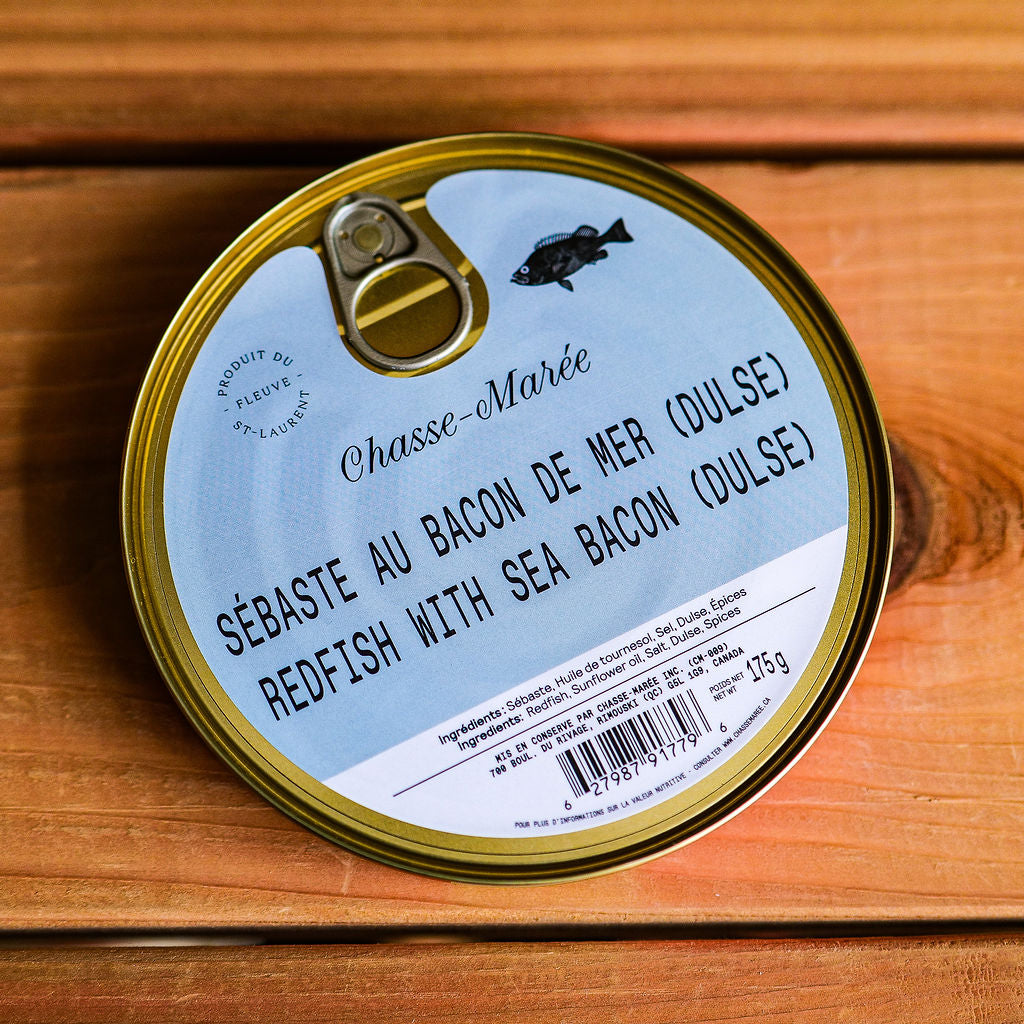 PRODUIT DU
- FLEUVE -
ST-LAURENT
Chasse-Marée
SÉBASTE AU BACON DE MER (DULSE)
REDFISH WITH SEA BACON (DULSE)
Ingrédients: Sébaste, Huile de tournesol, Sel, Dulse, Épices
Ingredients: Redfish, Sunflower oil, Salt, Dulse, Spices
MIS EN CONSERVE PAR CHASSE-MARÉE INC. (CM-009)
700 BOUL. DU RIVAGE, RIMOUSKI (QC) G5L 1G9, CANADA
POIDS NET
NET WT
175 g
6 27987 91779 6
POUR PLUS D'INFORMATIONS SUR LA VALEUR NUTRITIVE - CONSULTER WWW.CHASSEMAREE.CA